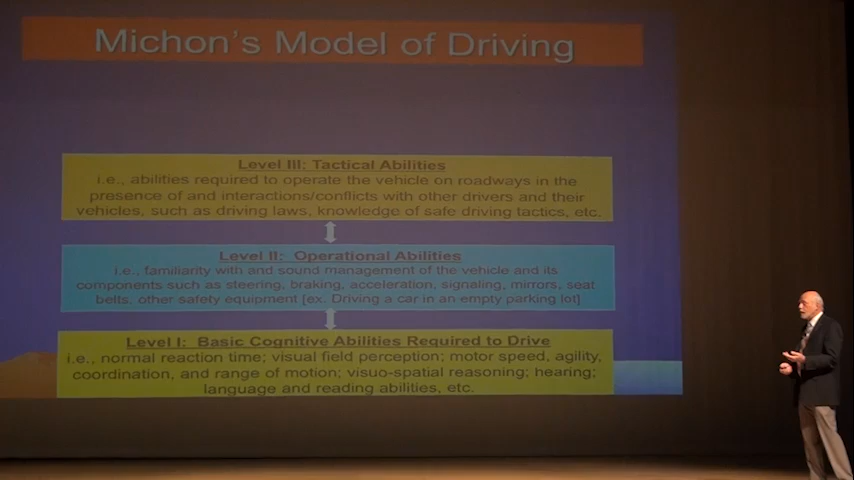 Michon's Model of Driving
Level III: Tactical Abilities
i.e., abilities required to operate the vehicle on roadways in the
presence of and interactions/conflicts with other drivers and their
vehicles, such as driving laws, knowledge of safe driving tactics, etc.
Level II: Operational Abilities
i.e., familiarity with and sound management of the vehicle and its
components such as steering, braking, acceleration, signaling, mirrors, seat
belts, other safety equipment [ex. Driving a car in an empty parking lot]
Level I: Basic Cognitive Abilities Required to Drive
i.e., normal reaction time; visual field perception; motor speed, agility,
coordination, and range of motion; visuo-spatial reasoning; hearing;
language and reading abilities, etc.